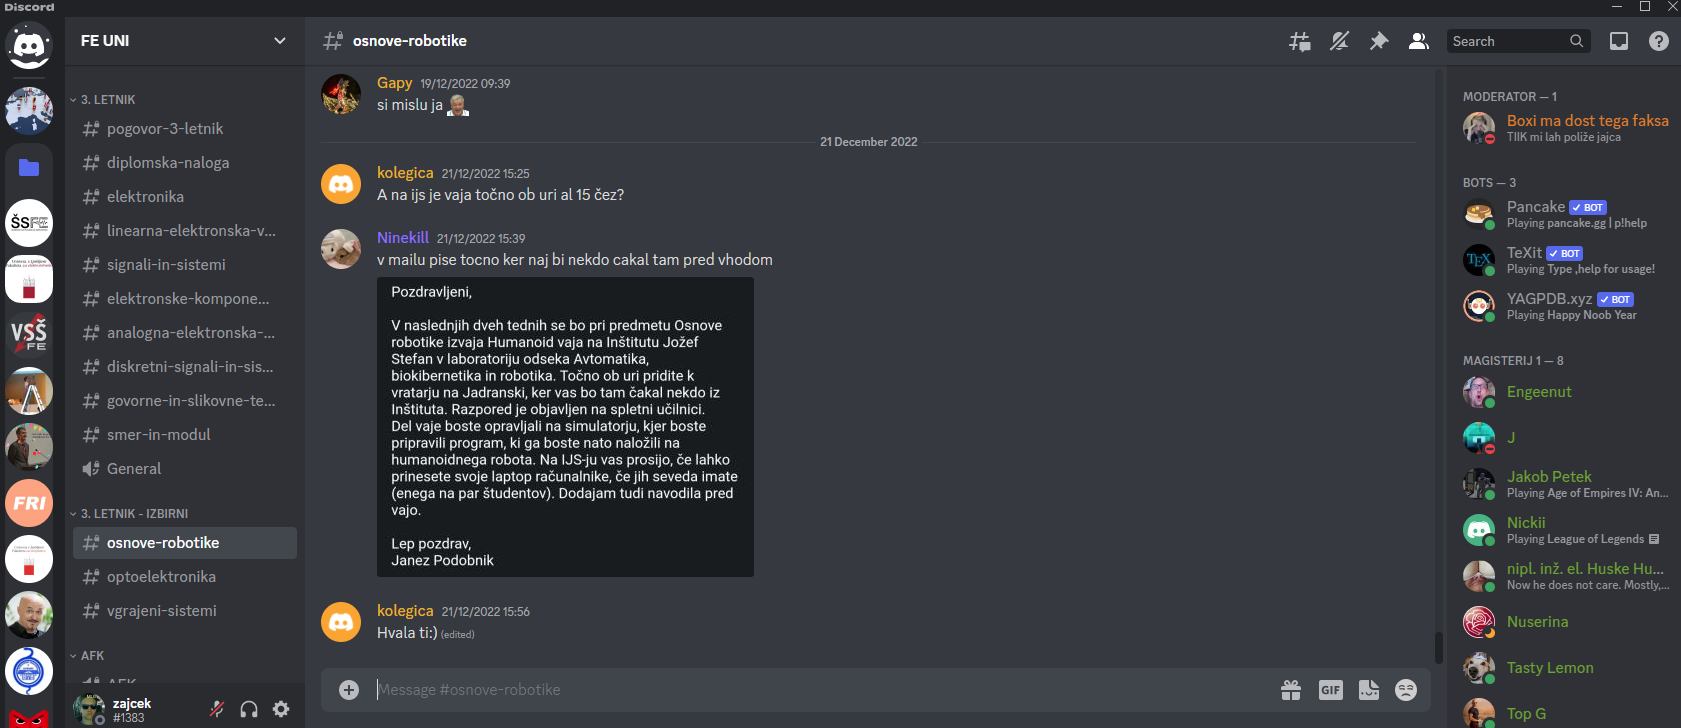 Discord
FE UNI
3. LETNIK
pogovor-3-letnik
diplomska-naloga
elektronika
linearna-elektronska-v...
signali-in-sistemi
elektronske-kompone...
analogna-elektronska-...
diskretni-signali-in-sis...
govorne-in-slikovne-te...
smer-in-modul
General
3. LETNIK - IZBIRNI
osnove-robotike
optoelektronika
vgrajeni-sistemi
AFK
AFK
zajcek
#1383
ŠSFE
VSŠ
FE
FRI
osnove-robotike
Search
Gapy 19/12/2022 09:39
si mislu ja
21 December 2022
kolegica 21/12/2022 15:25
A na ijs je vaja točno ob uri al 15 čez?
Ninekill 21/12/2022 15:39
v mailu pise tocno ker naj bi nekdo cakal tam pred vhodom
Pozdravljeni,
V naslednjih dveh tednih se bo pri predmetu Osnove
robotike izvaja Humanoid vaja na Inštitutu Jožef
Stefan v laboratoriju odseka Avtomatika,
biokibernetika in robotika. Točno ob uri pridite k
vratarju na Jadranski, ker vas bo tam čakal nekdo iz
Inštituta. Razpored je objavljen na spletni učilnici.
Del vaje boste opravljali na simulatorju, kjer boste
pripravili program, ki ga boste nato naložili na
humanoidnega robota. Na IJS-ju vas prosijo, če lahko
prinesete svoje laptop računalnike, če jih seveda imate
(enega na par študentov). Dodajam tudi navodila pred
vajo.
Lep pozdrav,
Janez Podobnik
kolegica 21/12/2022 15:56
Hvala ti:) (edited)
Message #osnove-robotike
GIF
MODERATOR — 1
Boxi ma dost tega faksa
TIIK mi lah poliže jajca
BOTS — 3
Pancake BOT
Playing pancake.gg | p!help
TEX
TeXit BOT
Playing Type ,help for usage!
YAGPDB.xyz BOT
Playing Happy Noob Year
MAGISTERIJ 1 — 8
Engeenut
J
Jakob Petek
Playing Age of Empires IV: An...
Nickii
Playing League of Legends
nipl. inž. el. Huske Hu...
Now he does not care. Mostly,...
Nuserina
Tasty Lemon
Top G